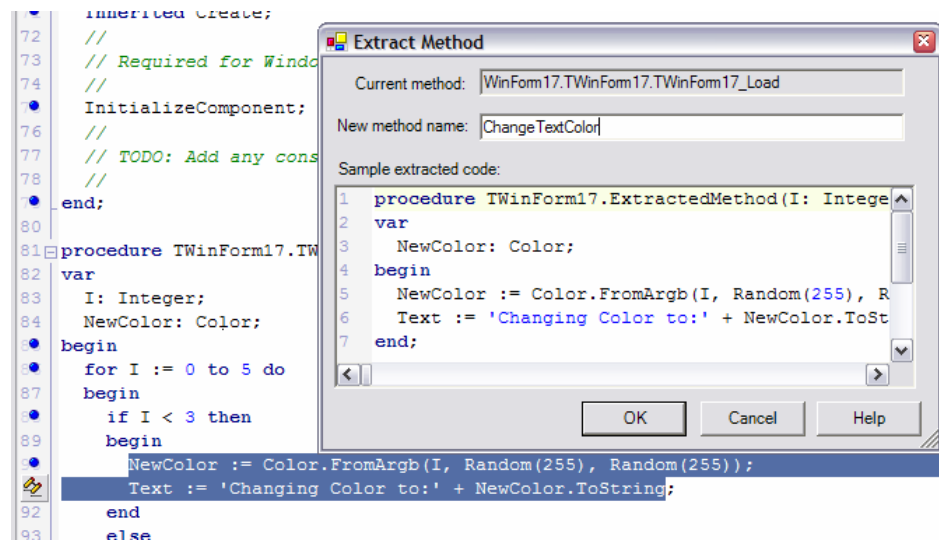 Inherited Create;
72 //
73 // Required for Windo
74 //
InitializeComponent;
76 //
77 // TODO: Add any cons
78 //
end;
80
81 procedure TWinForm17.TW
82 var
83 I: Integer;
84 NewColor: Color;
begin
for I := 0 to 5 do
87 begin
if I < 3 then
89 begin
NewColor := Color.FromArgb(I, Random(255), Random(255));
Text := 'Changing Color to:' + NewColor.ToString;
92 end
93 else
Extract Method
Current method: WinForm17.TWinForm17.TWinForm17_Load
New method name: ChangeTextColor
Sample extracted code:
1 procedure TWinForm17.ExtractedMethod(I: Intege
2 var
3 NewColor: Color;
4 begin
5 NewColor := Color.FromArgb(I, Random(255), R
6 Text := 'Changing Color to:' + NewColor.ToSt
7 end;
OK Cancel Help